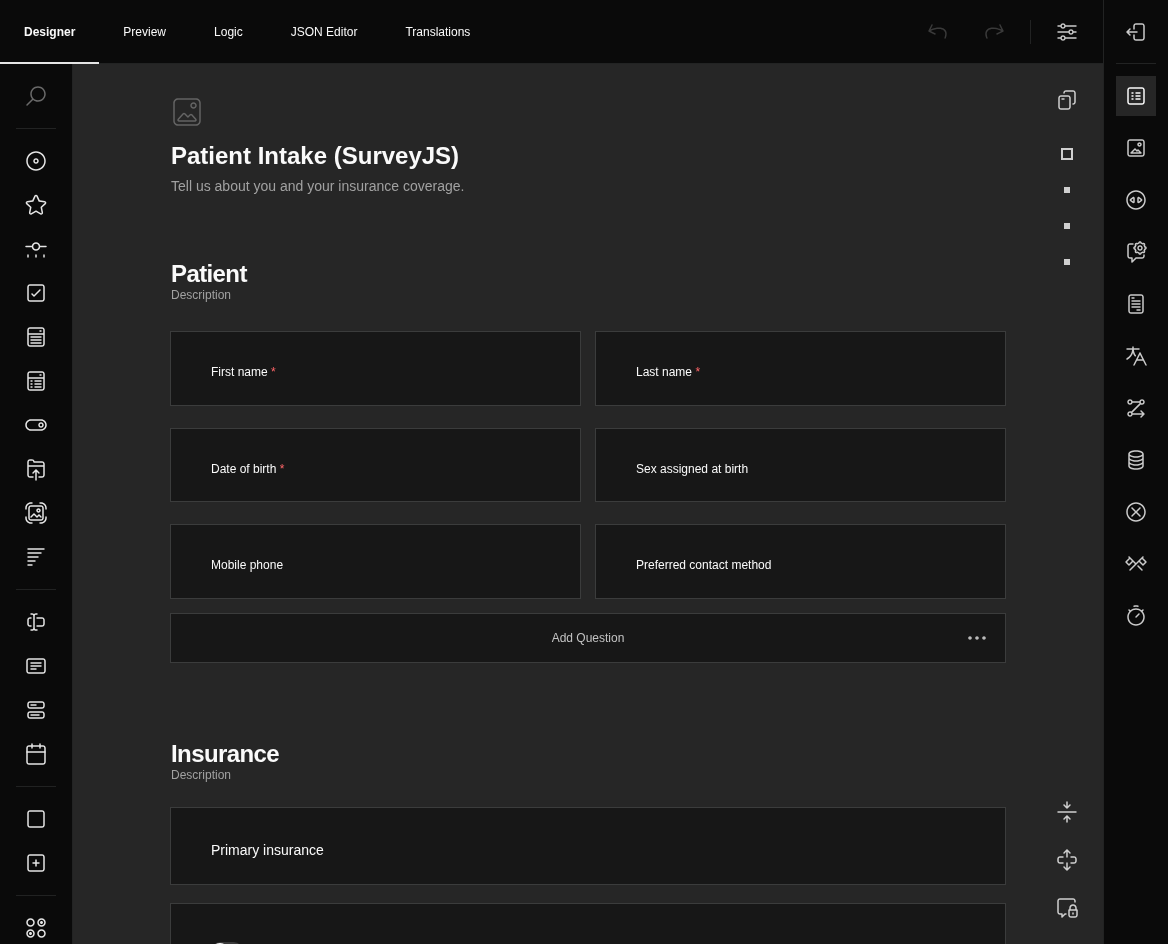 Designer
Preview
Logic
JSON Editor
Translations
Patient Intake (SurveyJS)
Tell us about you and your insurance coverage.
Patient
Description
First name *
Last name *
Date of birth *
Sex assigned at birth
Mobile phone
Preferred contact method
Add Question
Insurance
Description
Primary insurance